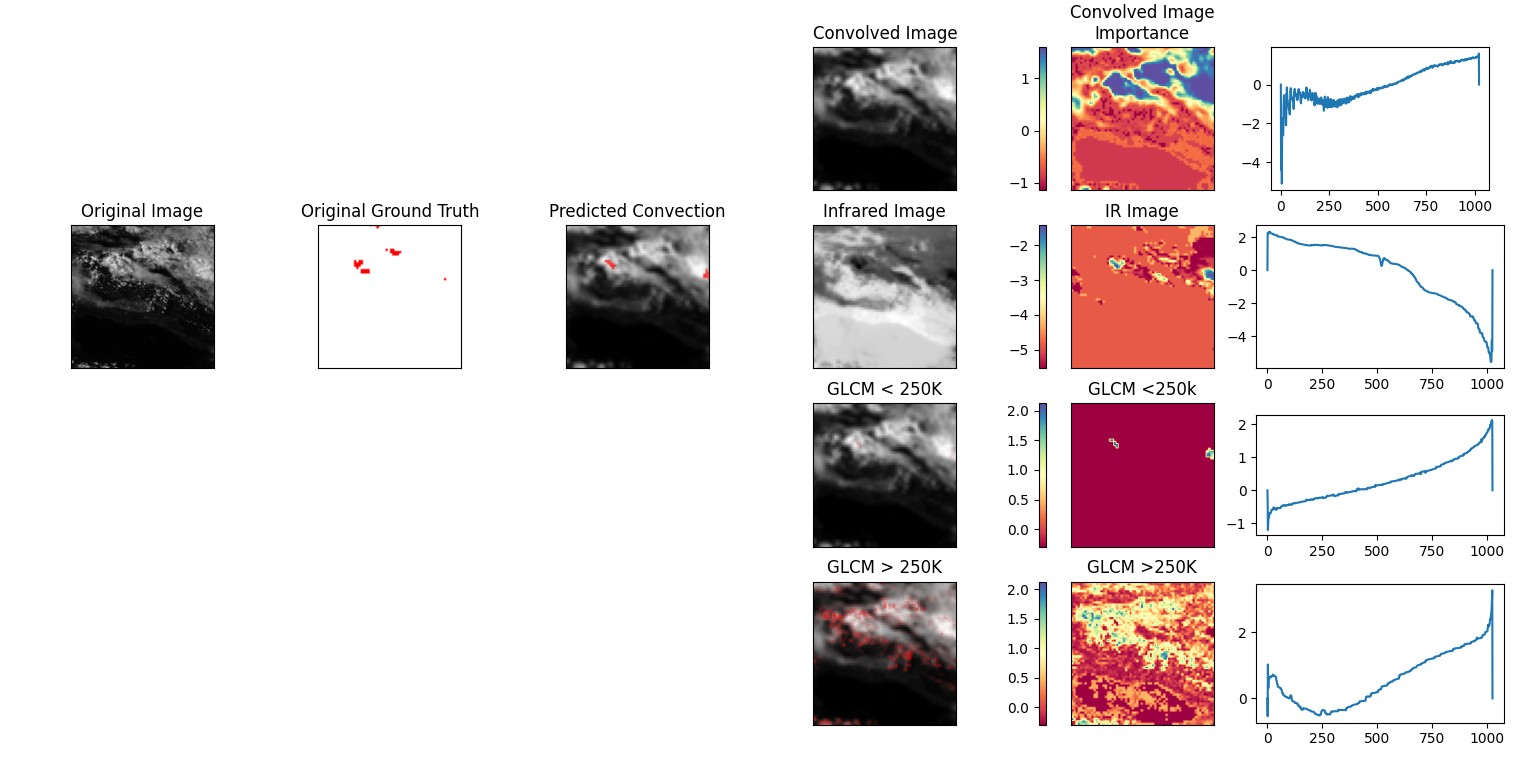 Convolved Image
Importance
Convolved Image
1
0
−1
0
−2
−4
0 250 500 750 1000
Original Image
Original Ground Truth
Predicted Convection
Infrared Image
IR Image
−2
−3
−4
−5
2
0
−2
−4
0 250 500 750 1000
GLCM < 250K
GLCM <250k
2.0
1.5
1.0
0.5
0.0
2
1
0
−1
0 250 500 750 1000
GLCM > 250K
GLCM >250K
2.0
1.5
1.0
0.5
0.0
2
0
0 250 500 750 1000